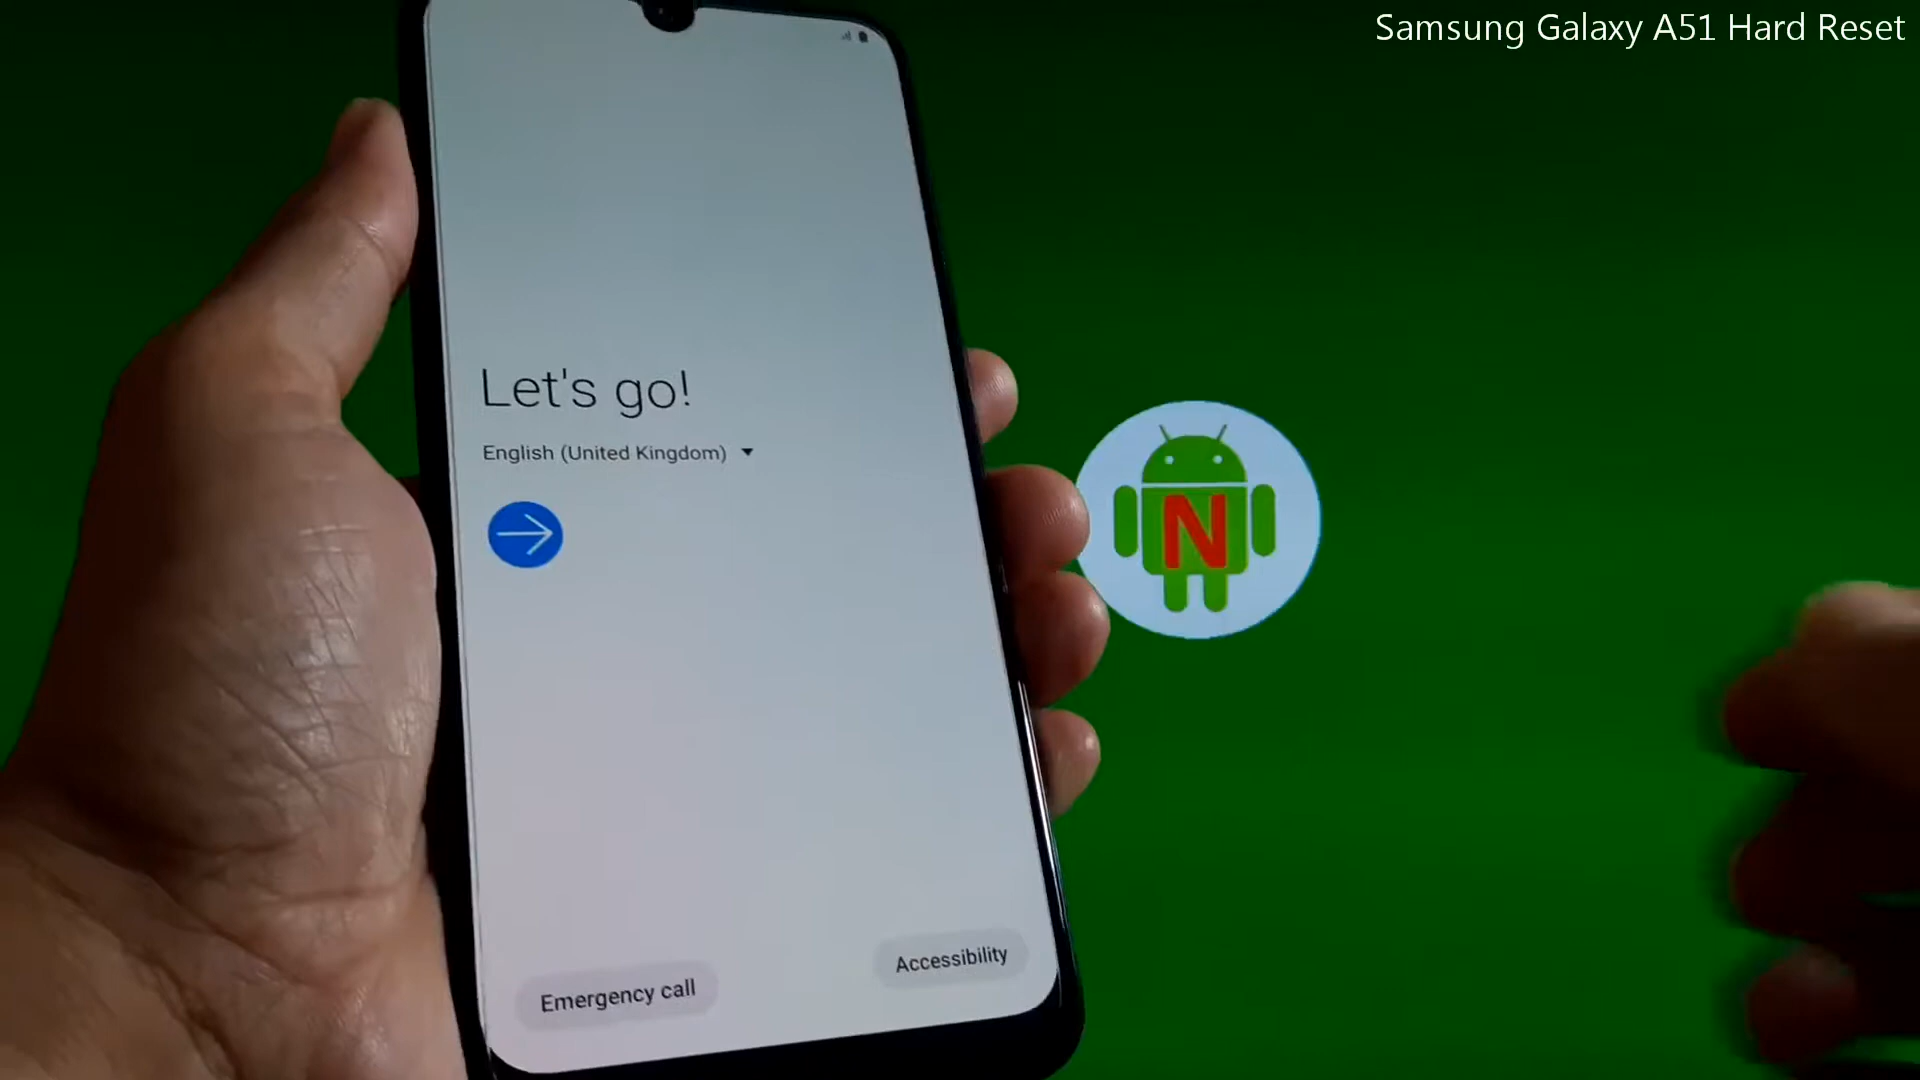 Samsung Galaxy A51 Hard Reset
Let's go!
English (United Kingdom)
N
Emergency call
Accessibility